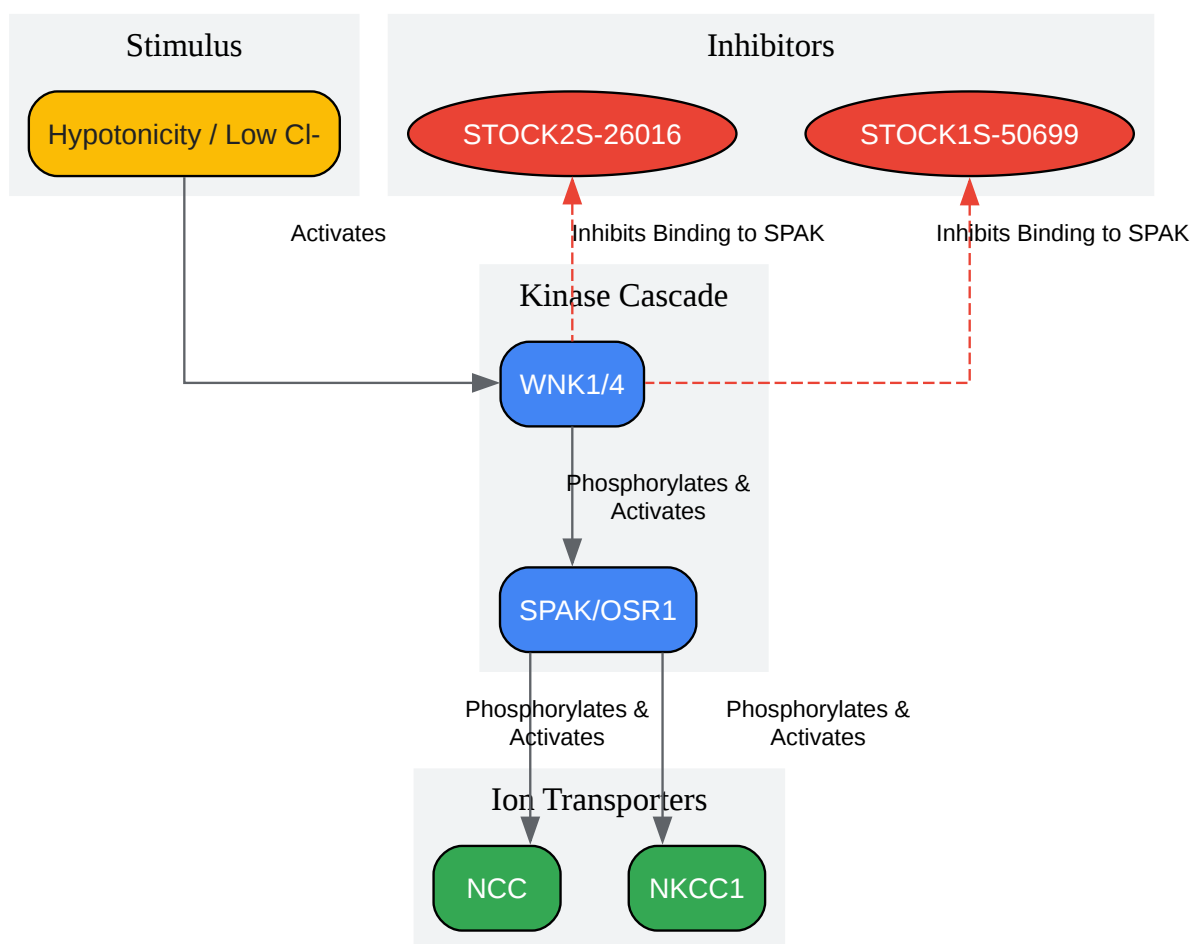 Stimulus
Inhibitors
Hypotonicity / Low Cl-
STOCK2S-26016
STOCK1S-50699
Activates
Inhibits Binding to SPAK
Inhibits Binding to SPAK
Kinase Cascade
WNK1/4
Phosphorylates &
Activates
SPAK/OSR1
Phosphorylates &
Activates
Phosphorylates &
Activates
Ion Transporters
NCC
NKCC1